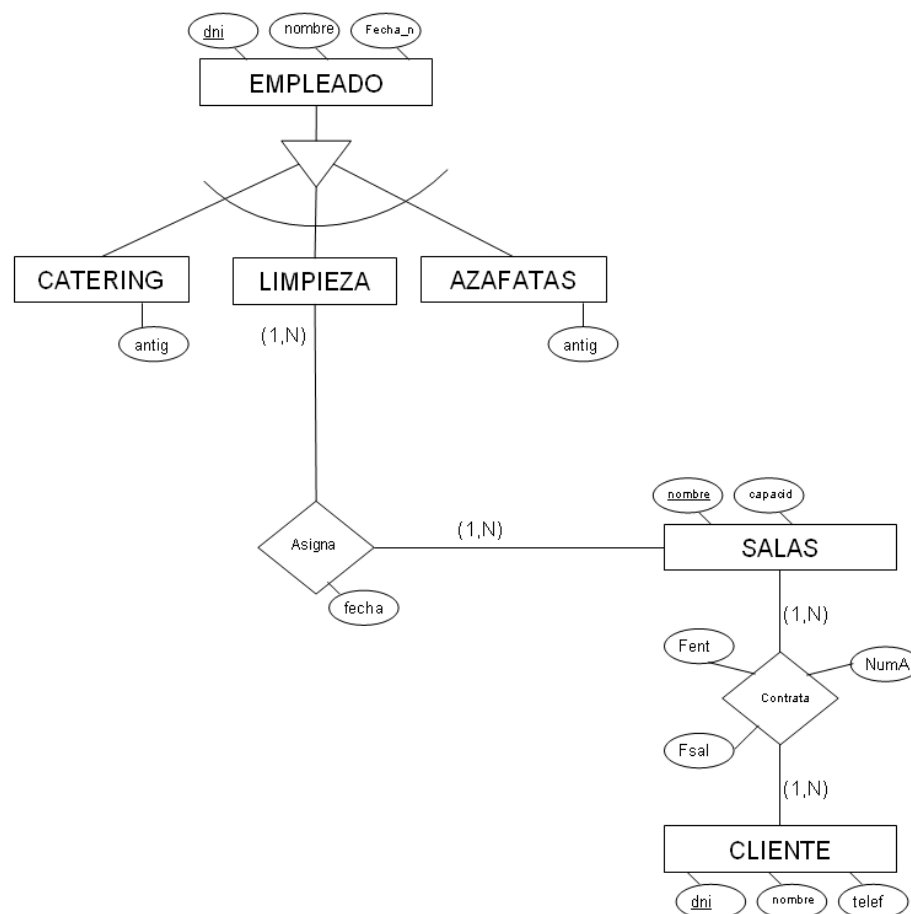 dni nombre Fecha_n
EMPLEADO
CATERING LIMPIEZA AZAFATAS
antig (1,N) antig
nombre capacid
Asigna (1,N) SALAS
fecha
(1,N)
Fent NumA
Contrata
Fsal
(1,N)
CLIENTE
dni nombre telef